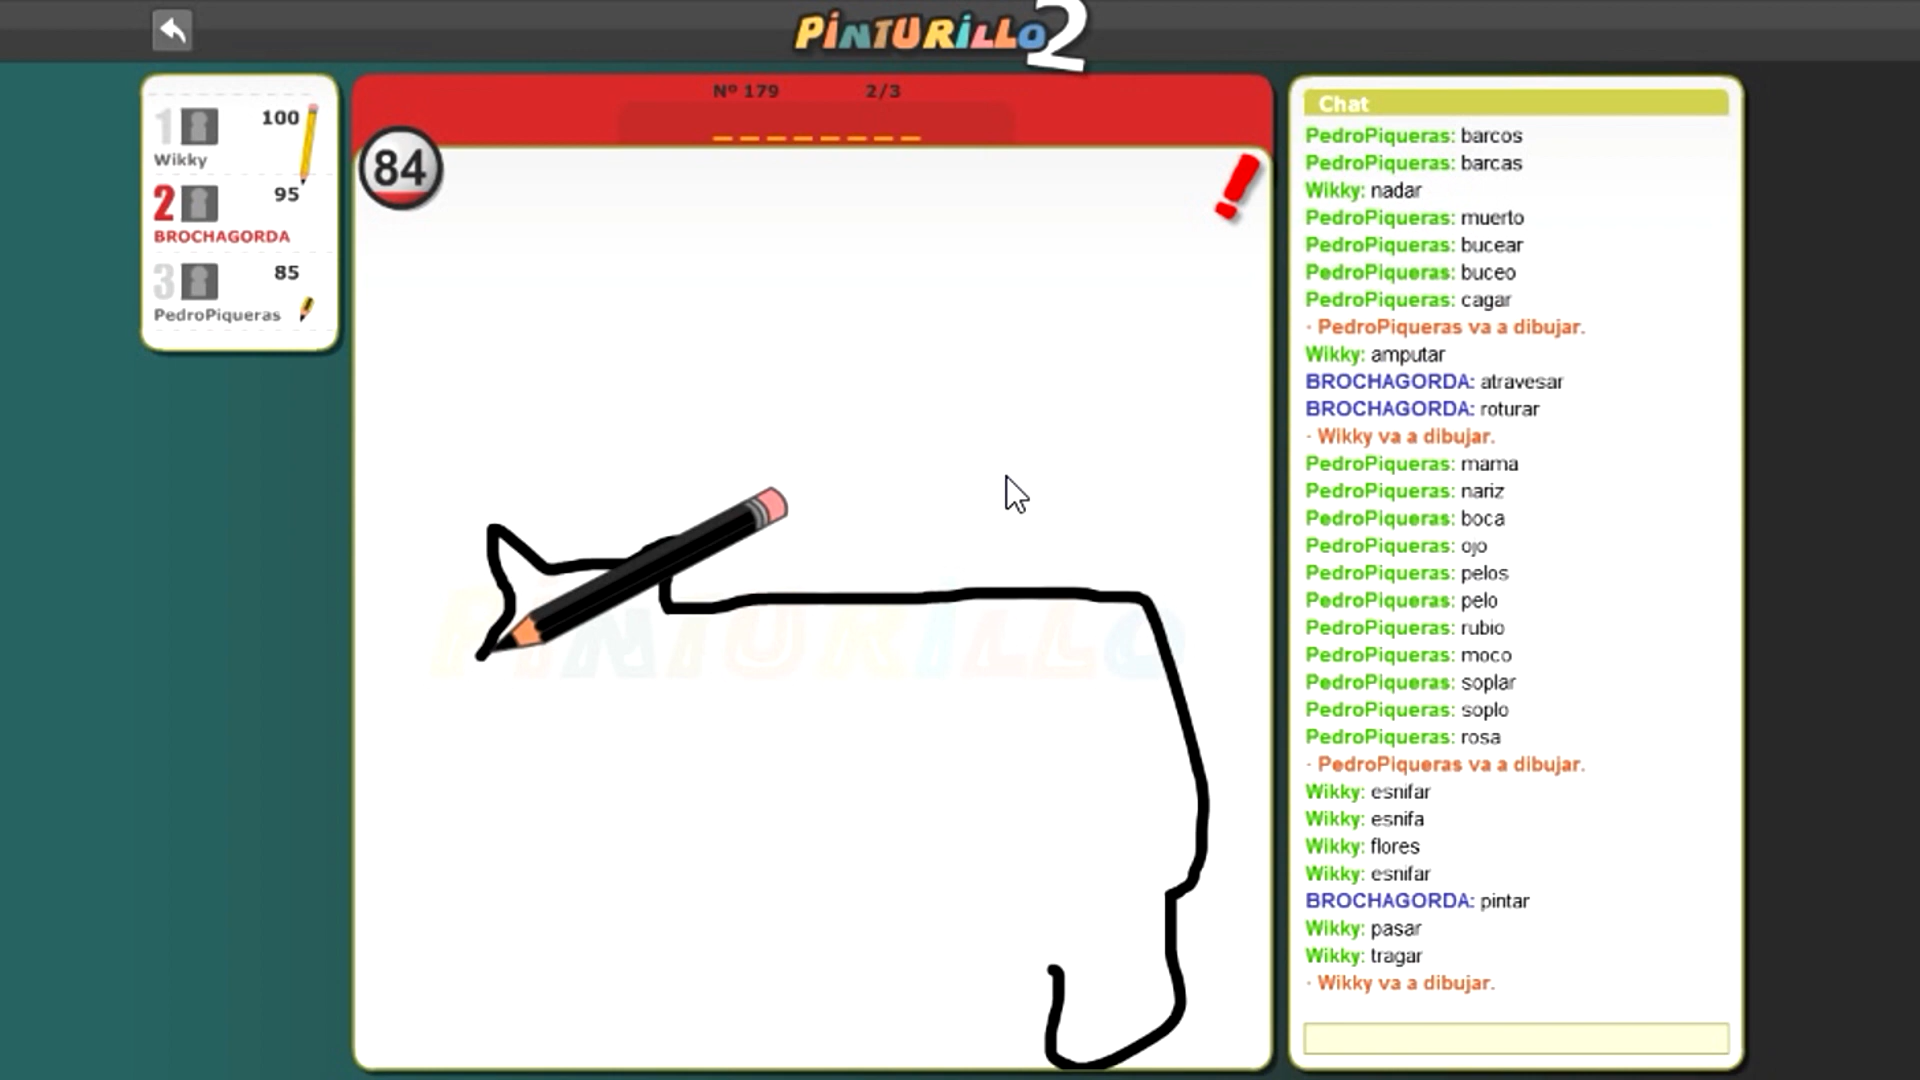 PINTURILLO 2
1
100
Wikky
2
95
BROCHAGORDA
3
85
PedroPiqueras
Nº 179 2/3
_ _ _ _ _ _ _ _
84
!
PINTURILLO
Chat
PedroPiqueras: barcos
PedroPiqueras: barcas
Wikky: nadar
PedroPiqueras: muerto
PedroPiqueras: bucear
PedroPiqueras: buceo
PedroPiqueras: cagar
· PedroPiqueras va a dibujar.
Wikky: amputar
BROCHAGORDA: atravesar
BROCHAGORDA: roturar
· Wikky va a dibujar.
PedroPiqueras: mama
PedroPiqueras: nariz
PedroPiqueras: boca
PedroPiqueras: ojo
PedroPiqueras: pelos
PedroPiqueras: pelo
PedroPiqueras: rubio
PedroPiqueras: moco
PedroPiqueras: soplar
PedroPiqueras: soplo
PedroPiqueras: rosa
· PedroPiqueras va a dibujar.
Wikky: esnifar
Wikky: esnifa
Wikky: flores
Wikky: esnifar
BROCHAGORDA: pintar
Wikky: pasar
Wikky: tragar
· Wikky va a dibujar.